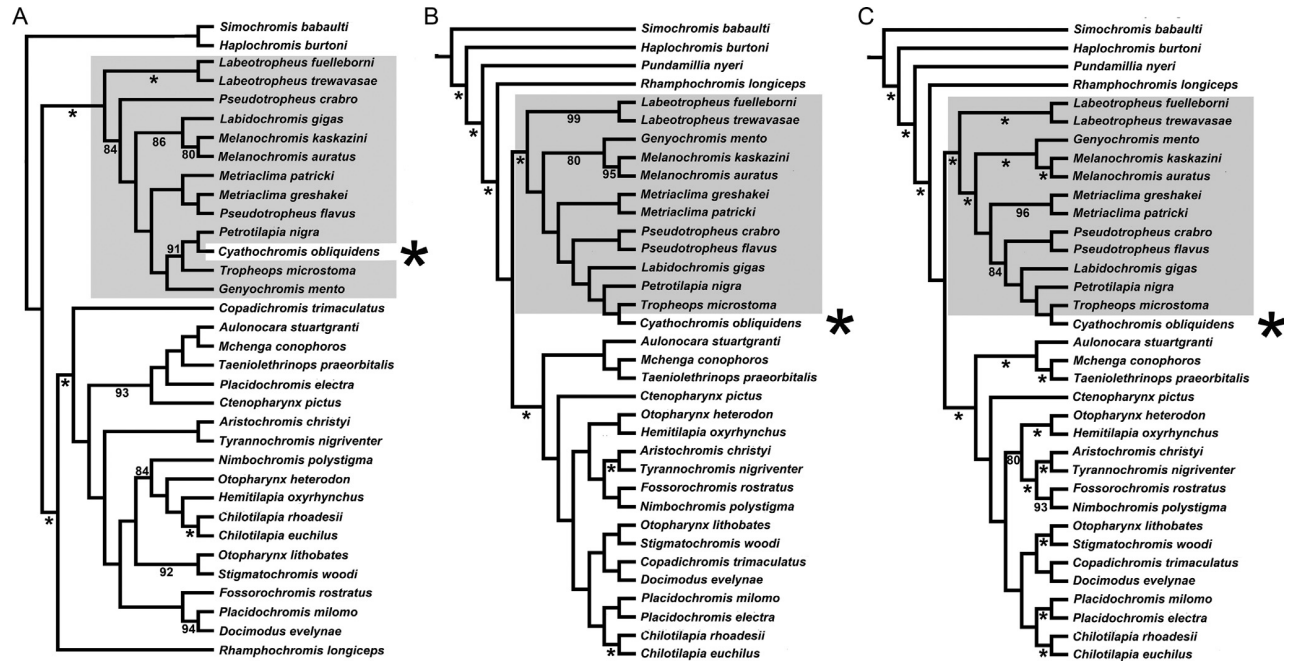 A
Simochromis babaulti
Haplochromis burtoni
Labeotropheus fuelleborni
*
Labeotropheus trewavasae
*
Pseudotropheus crabro
Labidochromis gigas
86
Melanochromis kaskazini
84
80
Melanochromis auratus
Metriaclima patricki
Metriaclima greshakei
Pseudotropheus flavus
Petrotilapia nigra
91
Cyathochromis obliquidens
*
Tropheops microstoma
Genyochromis mento
Copadichromis trimaculatus
Aulonocara stuartgranti
Mchenga conophoros
Taeniolethrinops praeorbitalis
*
Placidochromis electra
93
Ctenopharynx pictus
Aristochromis christyi
Tyrannochromis nigriventer
Nimbochromis polystigma
84
Otopharynx heterodon
Hemitilapia oxyrhynchus
Chilotilapia rhoadesii
*
*
Chilotilapia euchilus
Otopharynx lithobates
92
Stigmatochromis woodi
Fossorochromis rostratus
Placidochromis milomo
94
Docimodus evelynae
Rhamphochromis longiceps
B
Simochromis babaulti
Haplochromis burtoni
Pundamillia nyeri
*
Rhamphochromis longiceps
Labeotropheus fuelleborni
99
Labeotropheus trewavasae
*
Genyochromis mento
80
Melanochromis kaskazini
*
*
95
Melanochromis auratus
Metriaclima greshakei
Metriaclima patricki
Pseudotropheus crabro
Pseudotropheus flavus
Labidochromis gigas
Petrotilapia nigra
Tropheops microstoma
Cyathochromis obliquidens
*
Aulonocara stuartgranti
Mchenga conophoros
Taeniolethrinops praeorbitalis
Ctenopharynx pictus
*
Otopharynx heterodon
Hemitilapia oxyrhynchus
Aristochromis christyi
*
Tyrannochromis nigriventer
Fossorochromis rostratus
Nimbochromis polystigma
Otopharynx lithobates
Stigmatochromis woodi
Copadichromis trimaculatus
Docimodus evelynae
Placidochromis milomo
Placidochromis electra
Chilotilapia rhoadesii
*
Chilotilapia euchilus
C
Simochromis babaulti
Haplochromis burtoni
Pundamillia nyeri
*
Rhamphochromis longiceps
Labeotropheus fuelleborni
*
Labeotropheus trewavasae
*
Genyochromis mento
*
Melanochromis kaskazini
*
*
*
Melanochromis auratus
*
Metriaclima greshakei
96
Metriaclima patricki
Pseudotropheus crabro
Pseudotropheus flavus
84
Labidochromis gigas
Petrotilapia nigra
Tropheops microstoma
Cyathochromis obliquidens
*
Aulonocara stuartgranti
*
Mchenga conophoros
*
Taeniolethrinops praeorbitalis
Ctenopharynx pictus
*
Otopharynx heterodon
*
Hemitilapia oxyrhynchus
Aristochromis christyi
80
*
Tyrannochromis nigriventer
*
Fossorochromis rostratus
93
Nimbochromis polystigma
Otopharynx lithobates
*
Stigmatochromis woodi
Copadichromis trimaculatus
Docimodus evelynae
Placidochromis milomo
*
Placidochromis electra
Chilotilapia rhoadesii
*
Chilotilapia euchilus